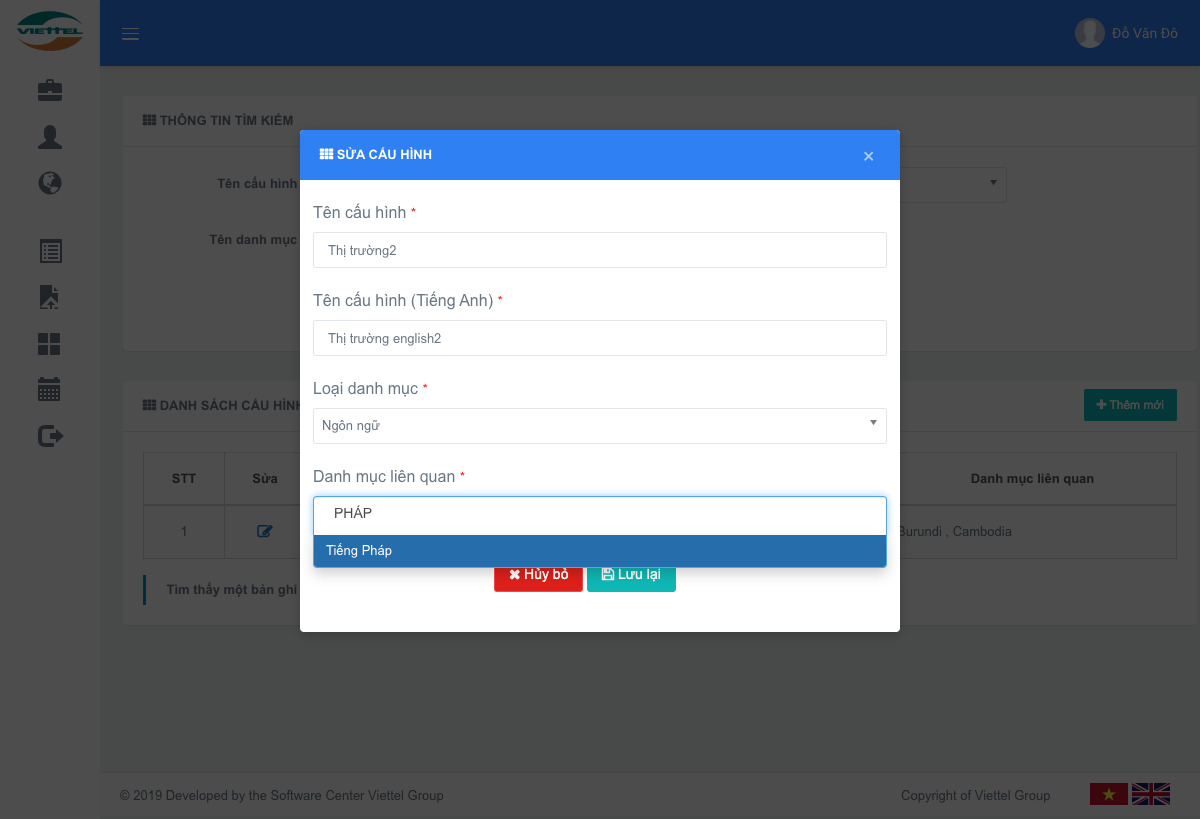 VIETTEL
Đỗ Văn Đô
THÔNG TIN TÌM KIẾM
SỬA CẤU HÌNH
×
Tên cấu hình
Tên cấu hình *
Tên danh mục
Thị trường2
Tên cấu hình (Tiếng Anh) *
Thị trường english2
Loại danh mục *
DANH SÁCH CẤU HÌNH
Thêm mới
Ngôn ngữ
STT
Sửa
Danh mục liên quan *
Danh mục liên quan
PHÁP
1
Burundi , Cambodia
Tiếng Pháp
Hủy bỏ
Lưu lại
Tìm thấy một bản ghi
© 2019 Developed by the Software Center Viettel Group
Copyright of Viettel Group